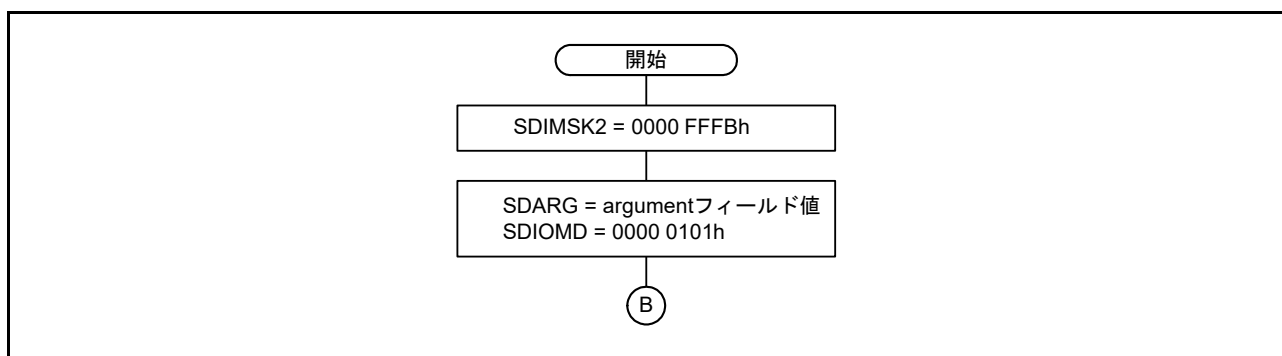 開始
SDIMSK2 = 0000 FFFBh
SDARG = argumentフィールド値
SDIOMD = 0000 0101h
B